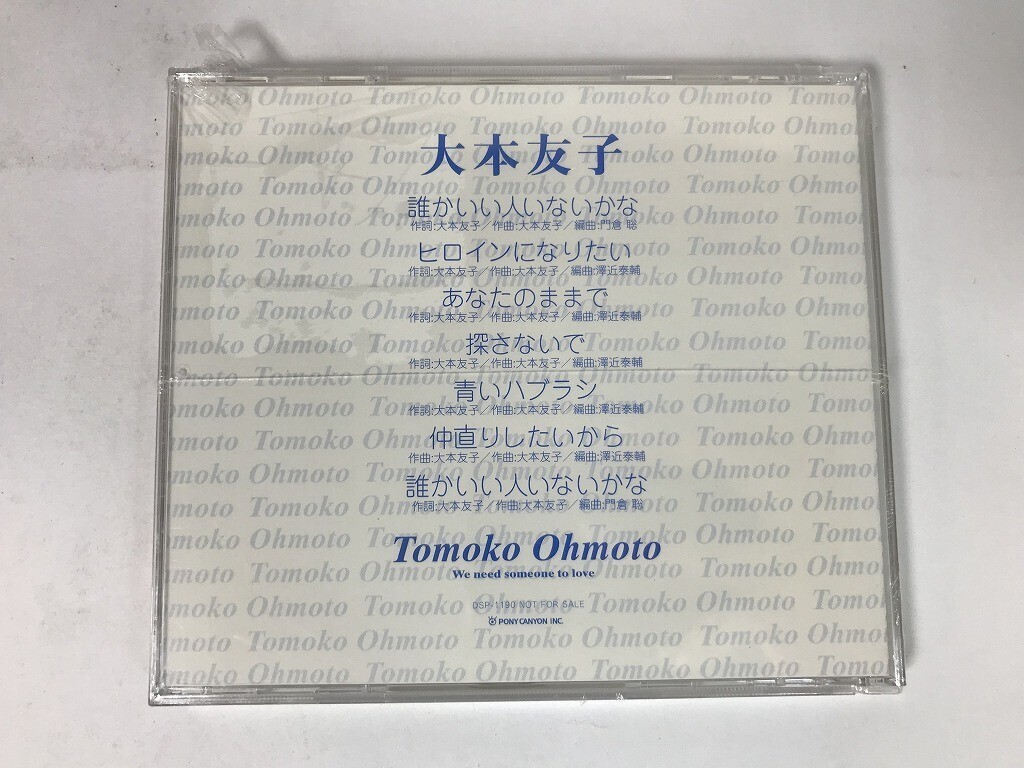 大本友子
誰かいい人いないかな
作詞:大本友子／作曲:大本友子／編曲:門倉 聡
ヒロインになりたい
作詞:大本友子／作曲:大本友子／編曲:澤近泰輔
あなたのままで
作詞:大本友子／作曲:大本友子／編曲:澤近泰輔
探さないで
作詞:大本友子／作曲:大本友子／編曲:澤近泰輔
青いハブラシ
作詞:大本友子／作曲:大本友子／編曲:澤近泰輔
仲直りしたいから
作曲:大本友子／作曲:大本友子／編曲:澤近泰輔
誰かいい人いないかな
作詞:大本友子／作曲:大本友子／編曲:門倉 聡
Tomoko Ohmoto
We need someone to love
DSP-1190 NOT FOR SALE
PONY CANYON INC.